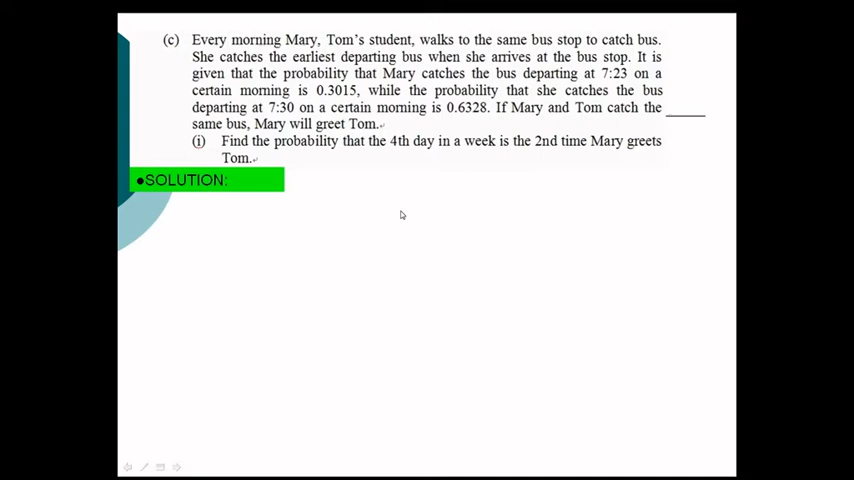 (c) Every morning Mary, Tom's student, walks to the same bus stop to catch bus.
She catches the earliest departing bus when she arrives at the bus stop. It is
given that the probability that Mary catches the bus departing at 7:23 on a
certain morning is 0.3015, while the probability that she catches the bus
departing at 7:30 on a certain morning is 0.6328. If Mary and Tom catch the
same bus, Mary will greet Tom.
(i) Find the probability that the 4th day in a week is the 2nd time Mary greets
Tom.
●SOLUTION: